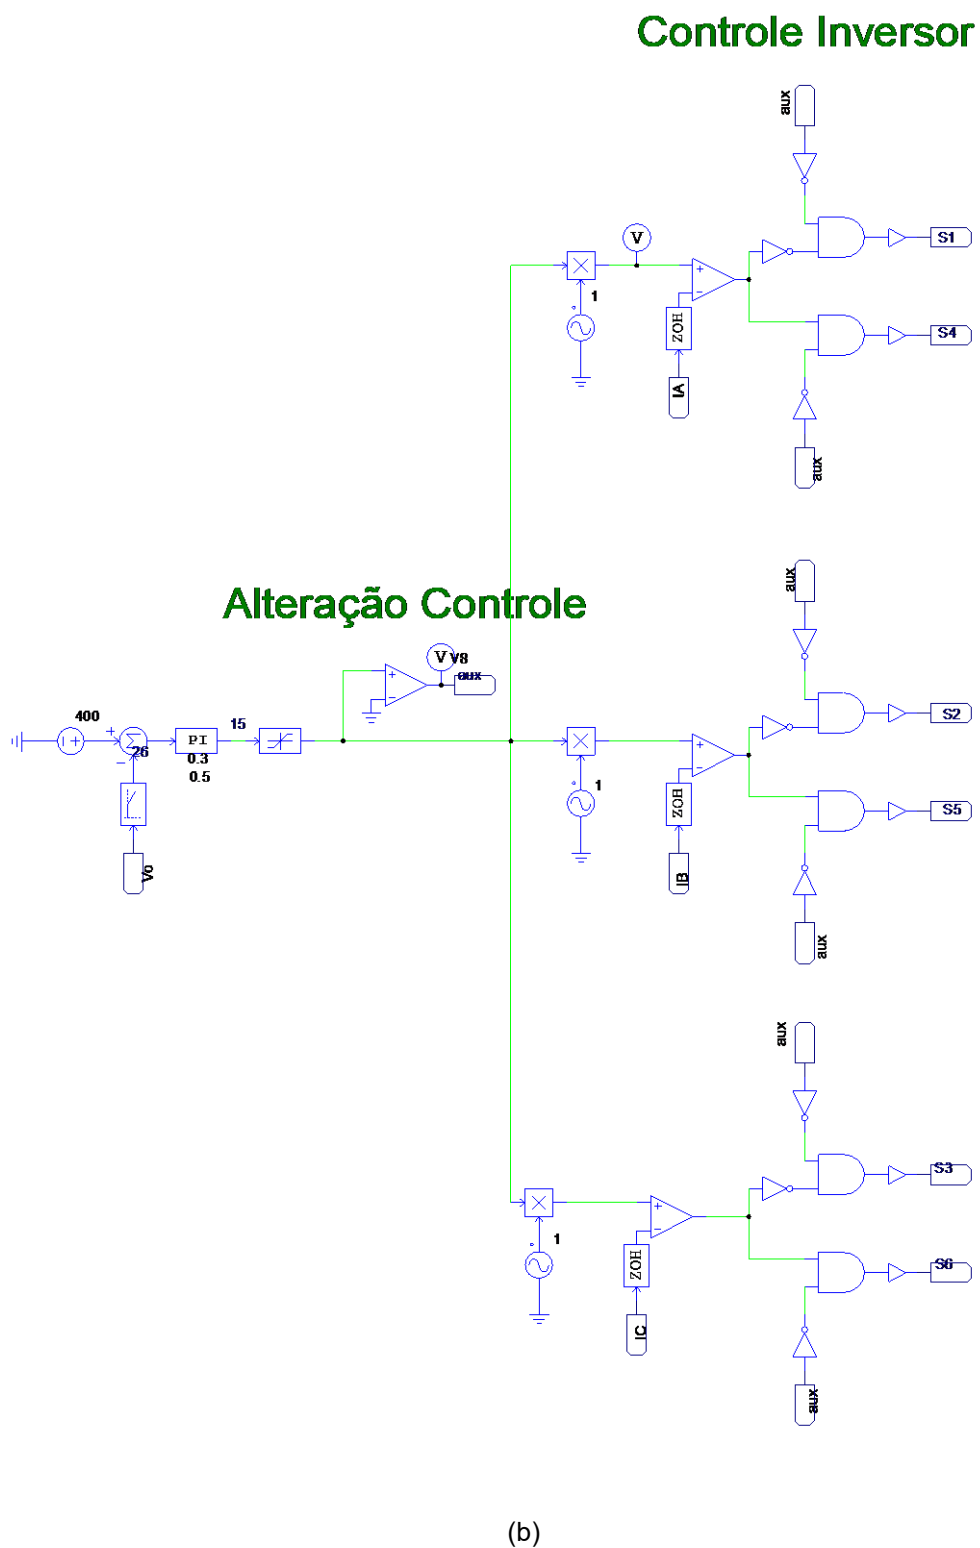 Controle Inversor
aux
V
S1
1
ZOH
S4
IA
aux
aux
Alteração Controle
V
V8
aux
S2
400
+
15
-
26
PI
0.3
0.5
1
ZOH
S5
Vo
IB
aux
aux
S3
1
ZOH
S6
IC
aux
(b)